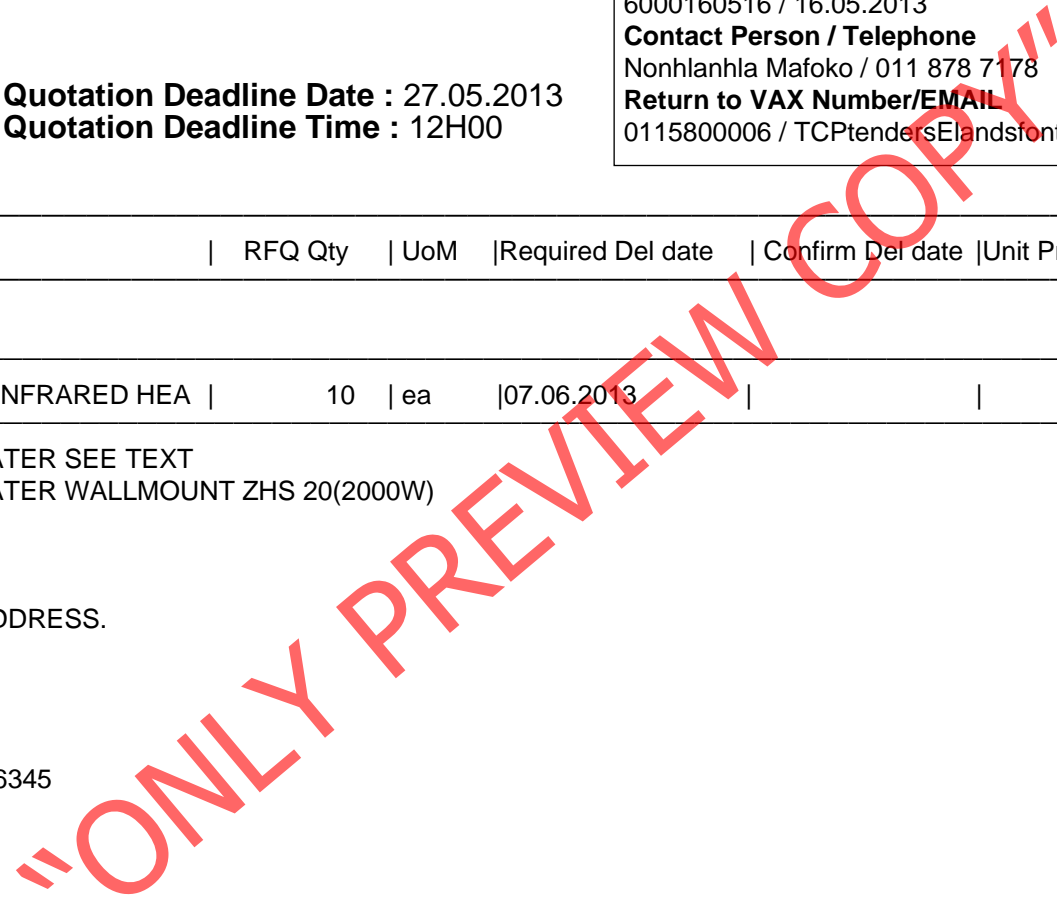 6000160516 / 16.05.2013
Contact Person / Telephone
Nonhlanhla Mafoko / 011 878 7178
Quotation Deadline Date : 27.05.2013
Return to VAX Number/EMAIL
Quotation Deadline Time : 12H00
0115800006 / TCPtendersElandsfont
| RFQ Qty | UoM |Required Del date | Confirm Del date |Unit Pr
NFRARED HEA | 10 | ea |07.06.2013 | |
ATER SEE TEXT
ATER WALLMOUNT ZHS 20(2000W)
DDRESS.
6345
"ONLY PREVIEW COPY"